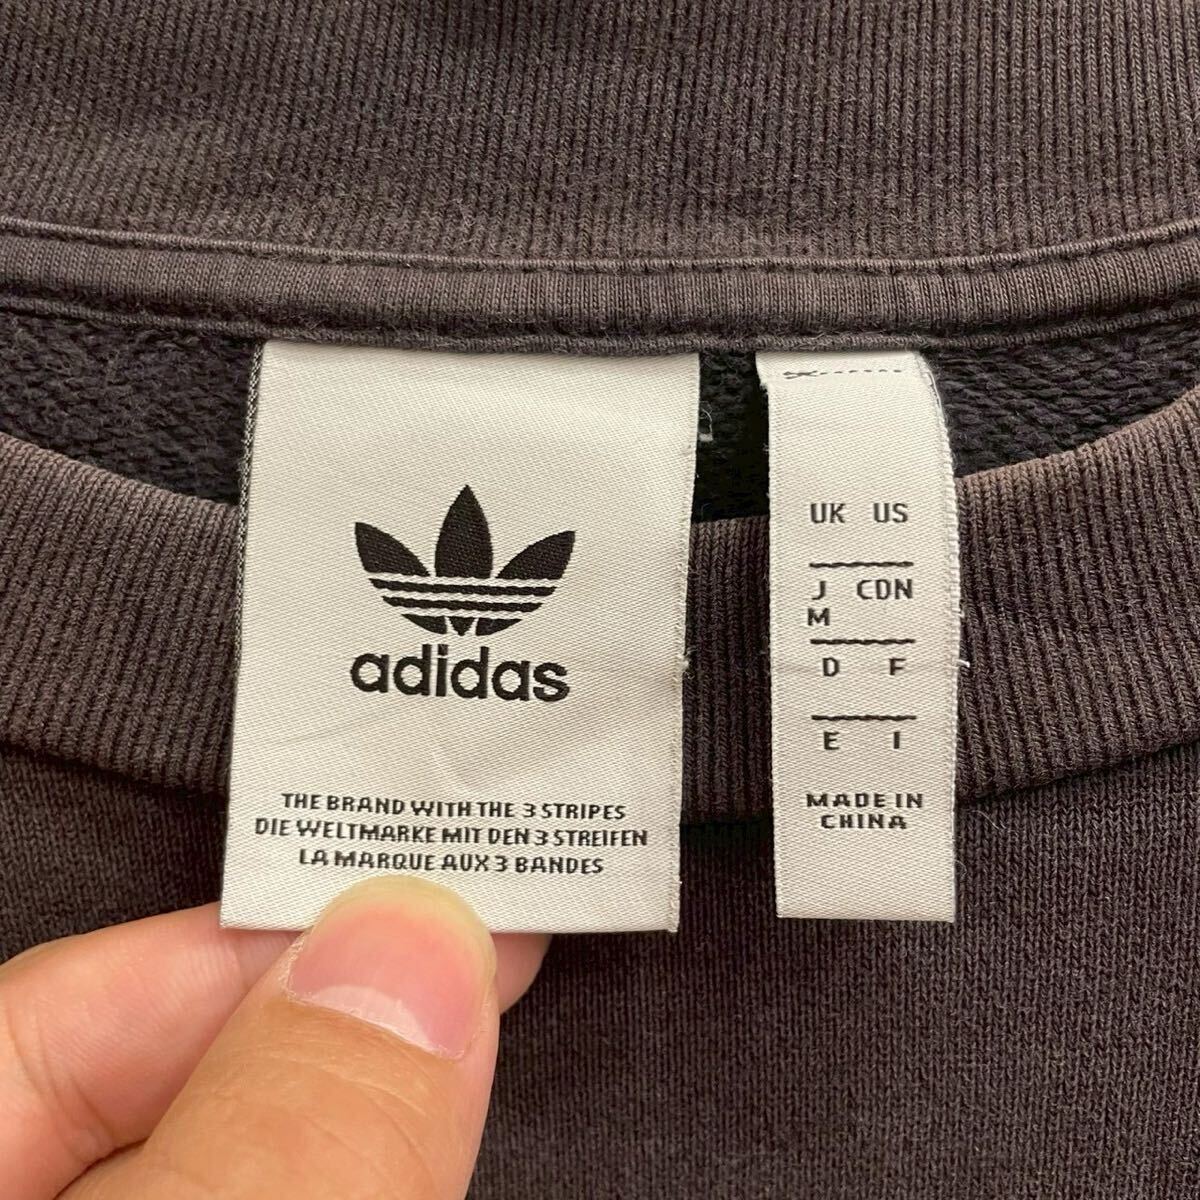 adidas
THE BRAND WITH THE 3 STRIPES
DIE WELTMARKE MIT DEN 3 STREIFEN
LA MARQUE AUX 3 BANDES
UK US
J CDN
M
D F
E I
MADE IN
CHINA